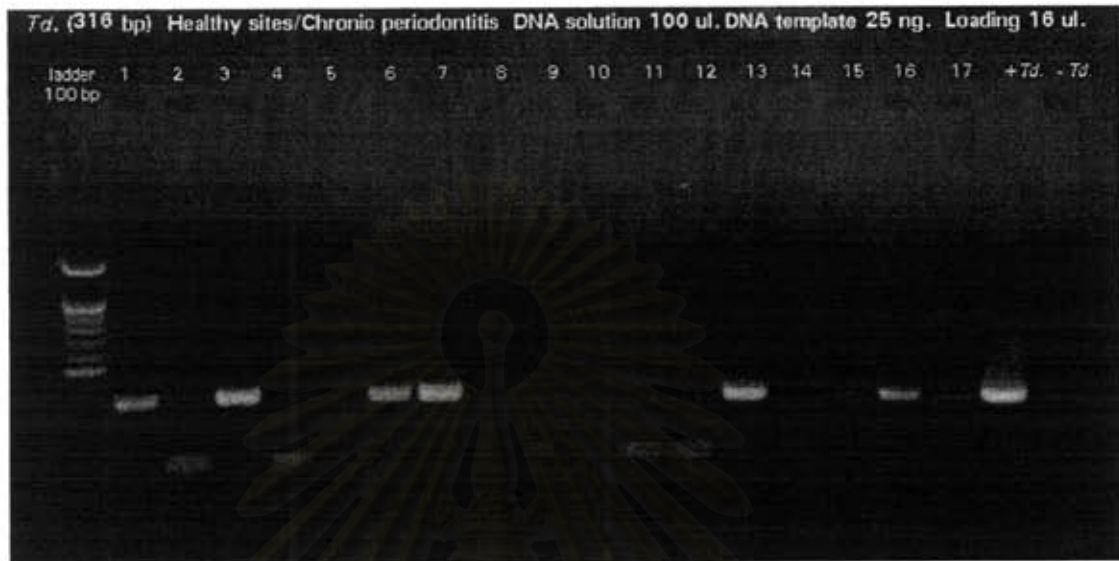 Td. (316 bp) Healthy sites/Chronic periodontitis DNA solution 100 ul. DNA template 25 ng. Loading 16 ul.
ladder 1 2 3 4 5 6 7 8 9 10 11 12 13 14 15 16 17 +Td. -Td.
100 bp